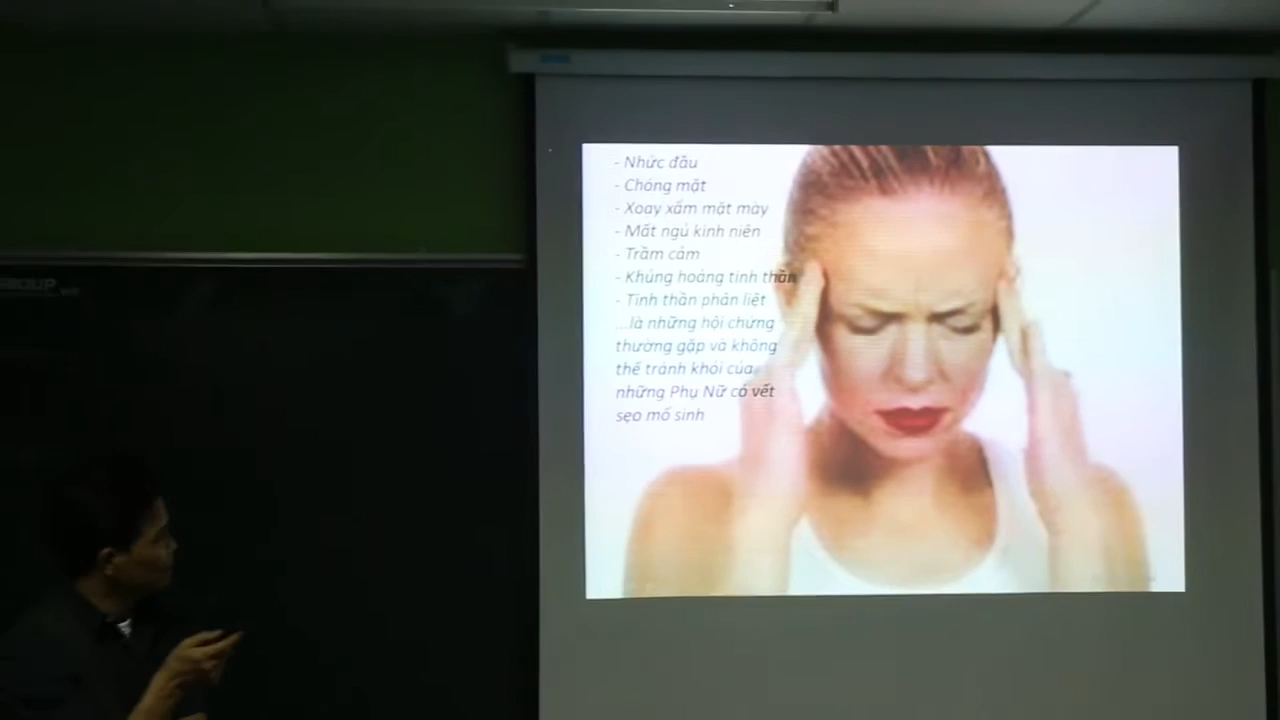 - Nhức đầu
- Chóng mặt
- Xoay xẩm mặt mày
- Mất ngủ kinh niên
- Trầm cảm
- Khủng hoảng tinh thần
- Tinh thần phân liệt
...là những hội chứng
thường gặp và không
thể tránh khỏi của
những Phụ Nữ có vết
sẹo mổ sinh